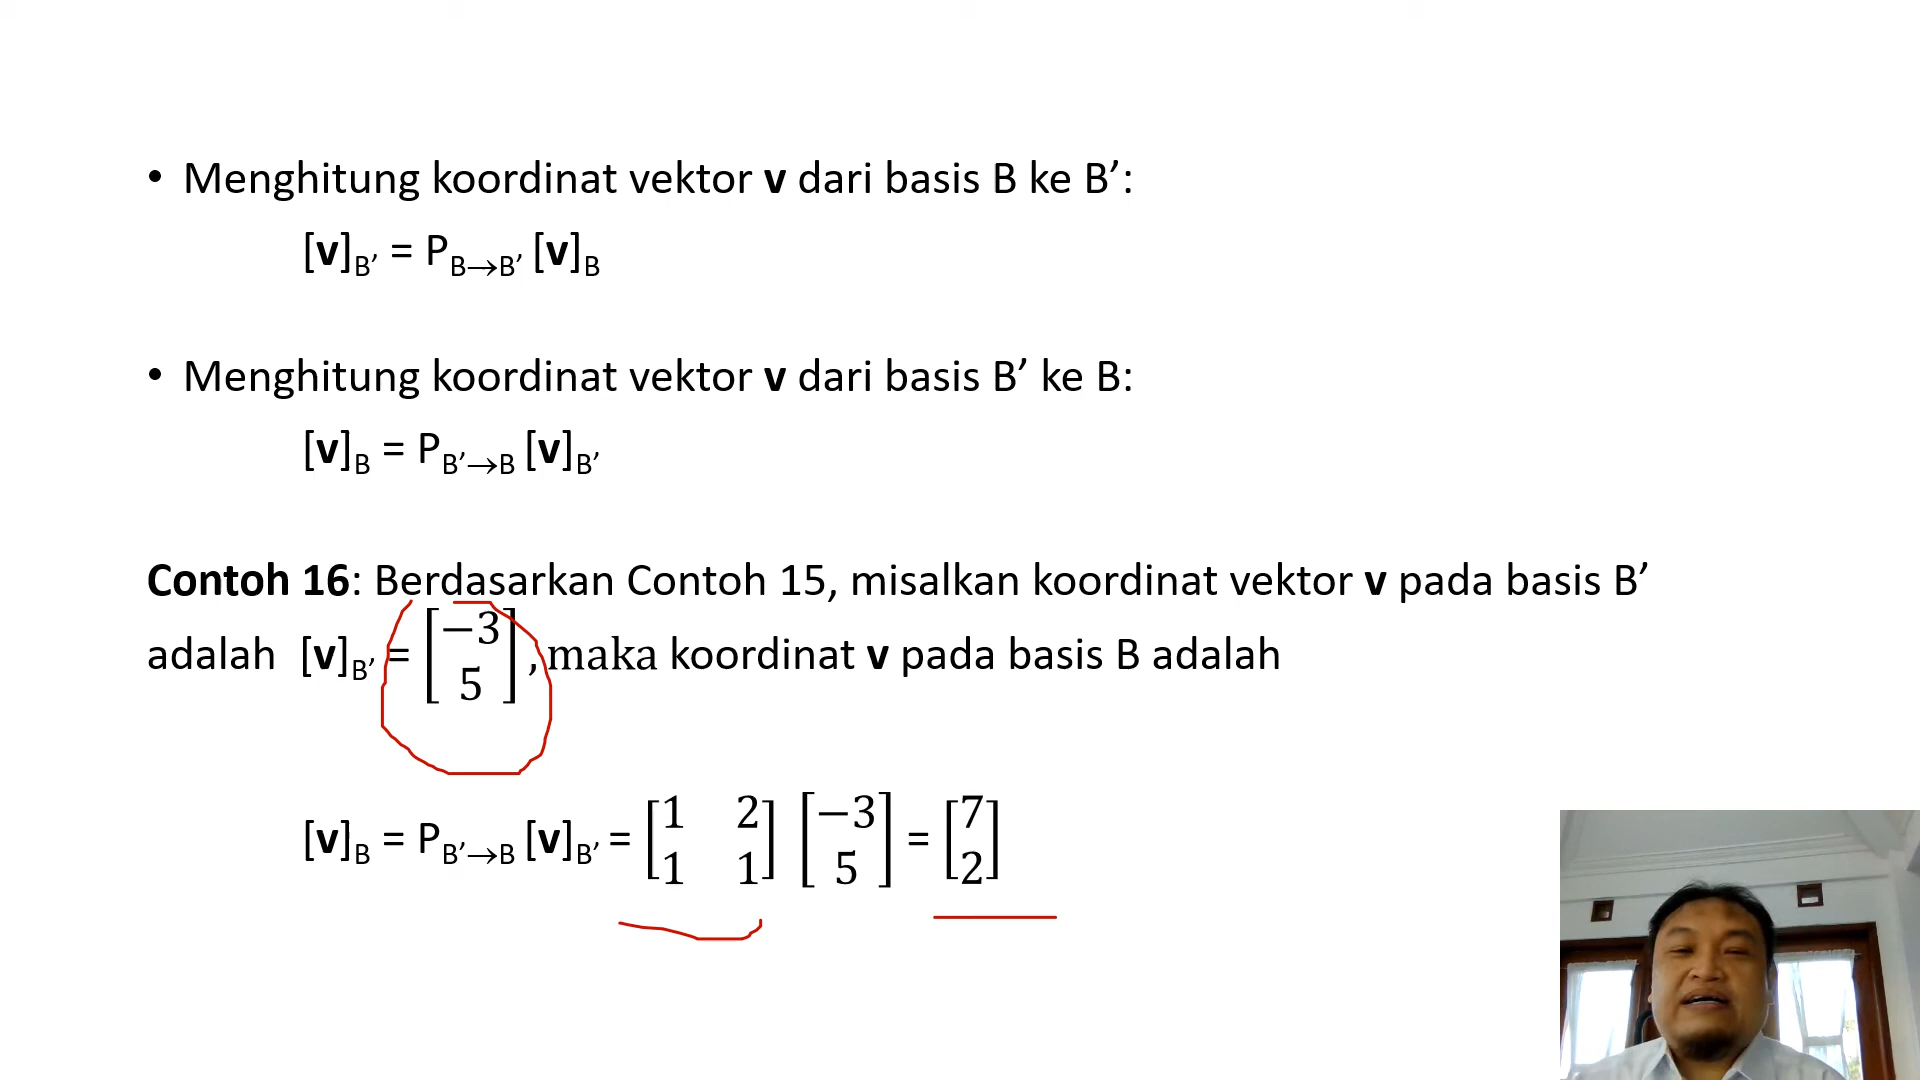 • Menghitung koordinat vektor v dari basis B ke B’:
[v]B’ = PB→B’ [v]B
• Menghitung koordinat vektor v dari basis B’ ke B:
[v]B = PB’→B [v]B’
Contoh 16: Berdasarkan Contoh 15, misalkan koordinat vektor v pada basis B’
adalah [v]B’ = [−3 5] , maka koordinat v pada basis B adalah
[v]B = PB’→B [v]B’ = [1 2 1 1] [−3 5] = [7 2]